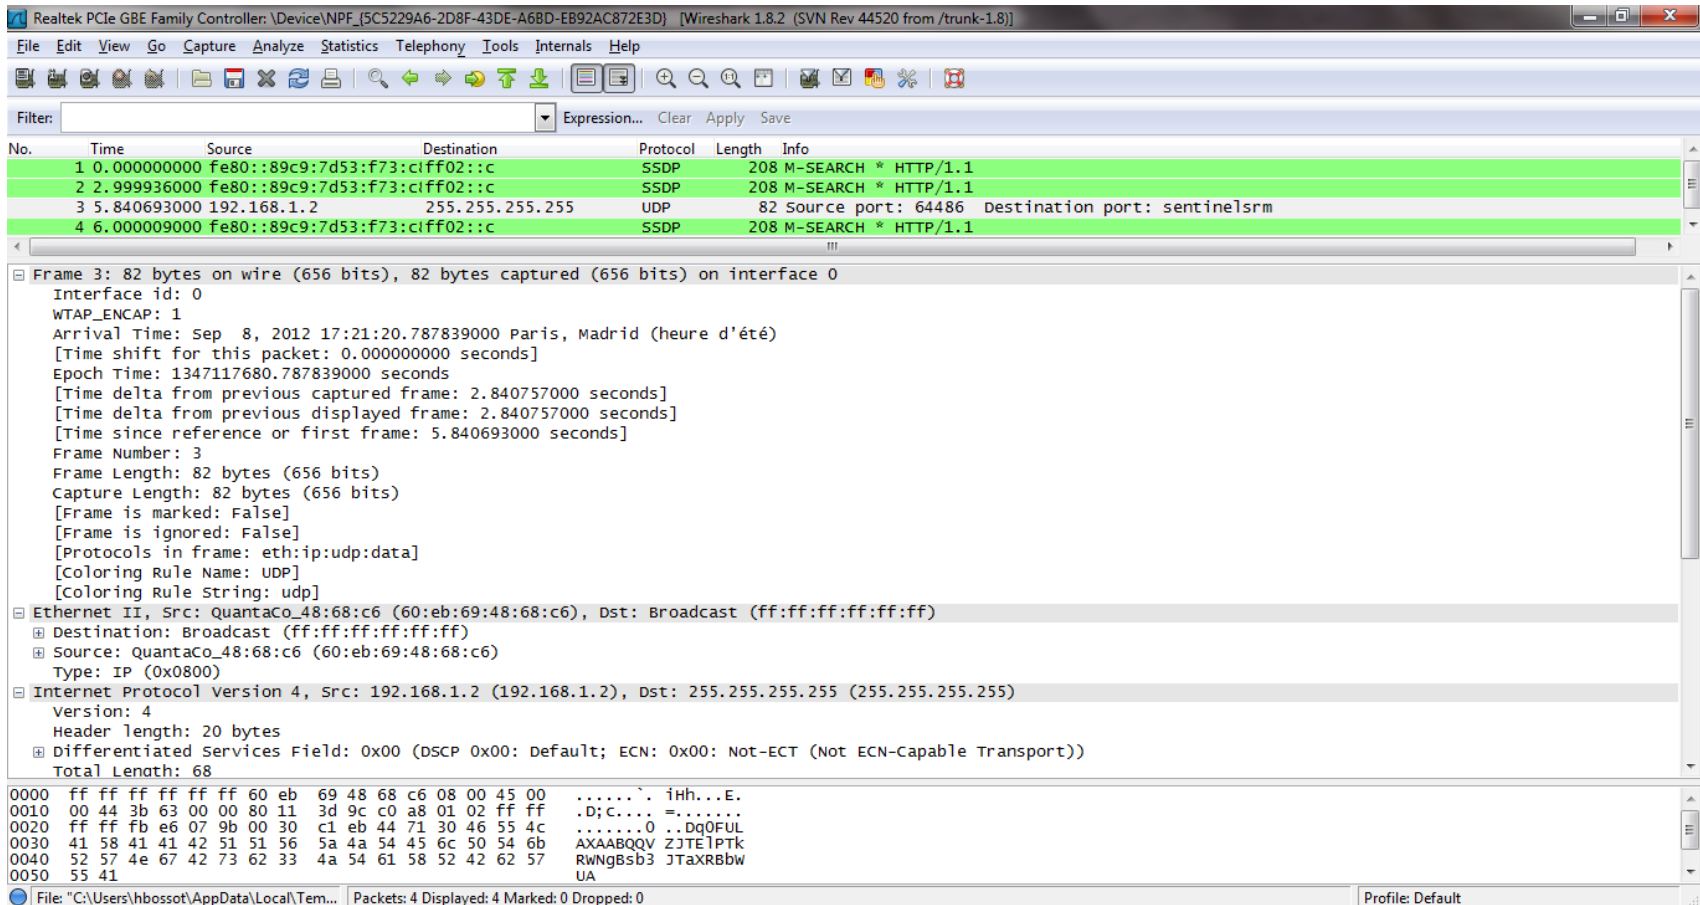 Realtek PCIe GBE Family Controller: \Device\NPF_{5C5229A6-2D8F-43DE-A6BD-EB92AC872E3D} [Wireshark 1.8.2 (SVN Rev 44520 from /trunk-1.8)]
File Edit View Go Capture Analyze Statistics Telephony Tools Internals Help
Filter: Expression... Clear Apply Save
No. Time Source Destination Protocol Length Info
1 0.000000000 fe80::89c9:7d53:f73:c ff02::c SSDP 208 M-SEARCH * HTTP/1.1
2 2.999936000 fe80::89c9:7d53:f73:c ff02::c SSDP 208 M-SEARCH * HTTP/1.1
3 5.840693000 192.168.1.2 255.255.255.255 UDP 82 Source port: 64486 Destination port: sentinelsrm
4 6.000009000 fe80::89c9:7d53:f73:c ff02::c SSDP 208 M-SEARCH * HTTP/1.1
Frame 3: 82 bytes on wire (656 bits), 82 bytes captured (656 bits) on interface 0
Interface id: 0
WTAP_ENCAP: 1
Arrival Time: Sep 8, 2012 17:21:20.787839000 Paris, Madrid (heure d'été)
[Time shift for this packet: 0.000000000 seconds]
Epoch Time: 1347117680.787839000 seconds
[Time delta from previous captured frame: 2.840757000 seconds]
[Time delta from previous displayed frame: 2.840757000 seconds]
[Time since reference or first frame: 5.840693000 seconds]
Frame Number: 3
Frame Length: 82 bytes (656 bits)
Capture Length: 82 bytes (656 bits)
[Frame is marked: False]
[Frame is ignored: False]
[Protocols in frame: eth:ip:udp:data]
[Coloring Rule Name: UDP]
[Coloring Rule String: udp]
Ethernet II, Src: QuantaCo_48:68:c6 (60:eb:69:48:68:c6), Dst: Broadcast (ff:ff:ff:ff:ff:ff)
Destination: Broadcast (ff:ff:ff:ff:ff:ff)
Source: QuantaCo_48:68:c6 (60:eb:69:48:68:c6)
Type: IP (0x0800)
Internet Protocol Version 4, Src: 192.168.1.2 (192.168.1.2), Dst: 255.255.255.255 (255.255.255.255)
Version: 4
Header length: 20 bytes
Differentiated Services Field: 0x00 (DSCP 0x00: Default; ECN: 0x00: Not-ECT (Not ECN-Capable Transport))
Total Length: 68
0000 ff ff ff ff ff ff 60 eb 69 48 68 c6 08 00 45 00 ......`. iHh...E.
0010 00 44 3b 63 00 00 80 11 3d 9c c0 a8 01 02 ff ff .D;c.... =.......
0020 ff ff fb e6 07 9b 00 30 c1 eb 44 71 30 46 55 4c .......0 ..Dq0FUL
0030 41 58 41 41 42 51 51 56 5a 4a 54 45 6c 50 54 6b AXAABQQV ZJTElPTk
0040 52 57 4e 67 42 73 62 33 4a 54 61 58 52 42 62 57 RWNgBsb3 JTaXRBbW
0050 55 41 UA
File: "C:\Users\hbossot\AppData\Local\Tem... Packets: 4 Displayed: 4 Marked: 0 Dropped: 0 Profile: Default